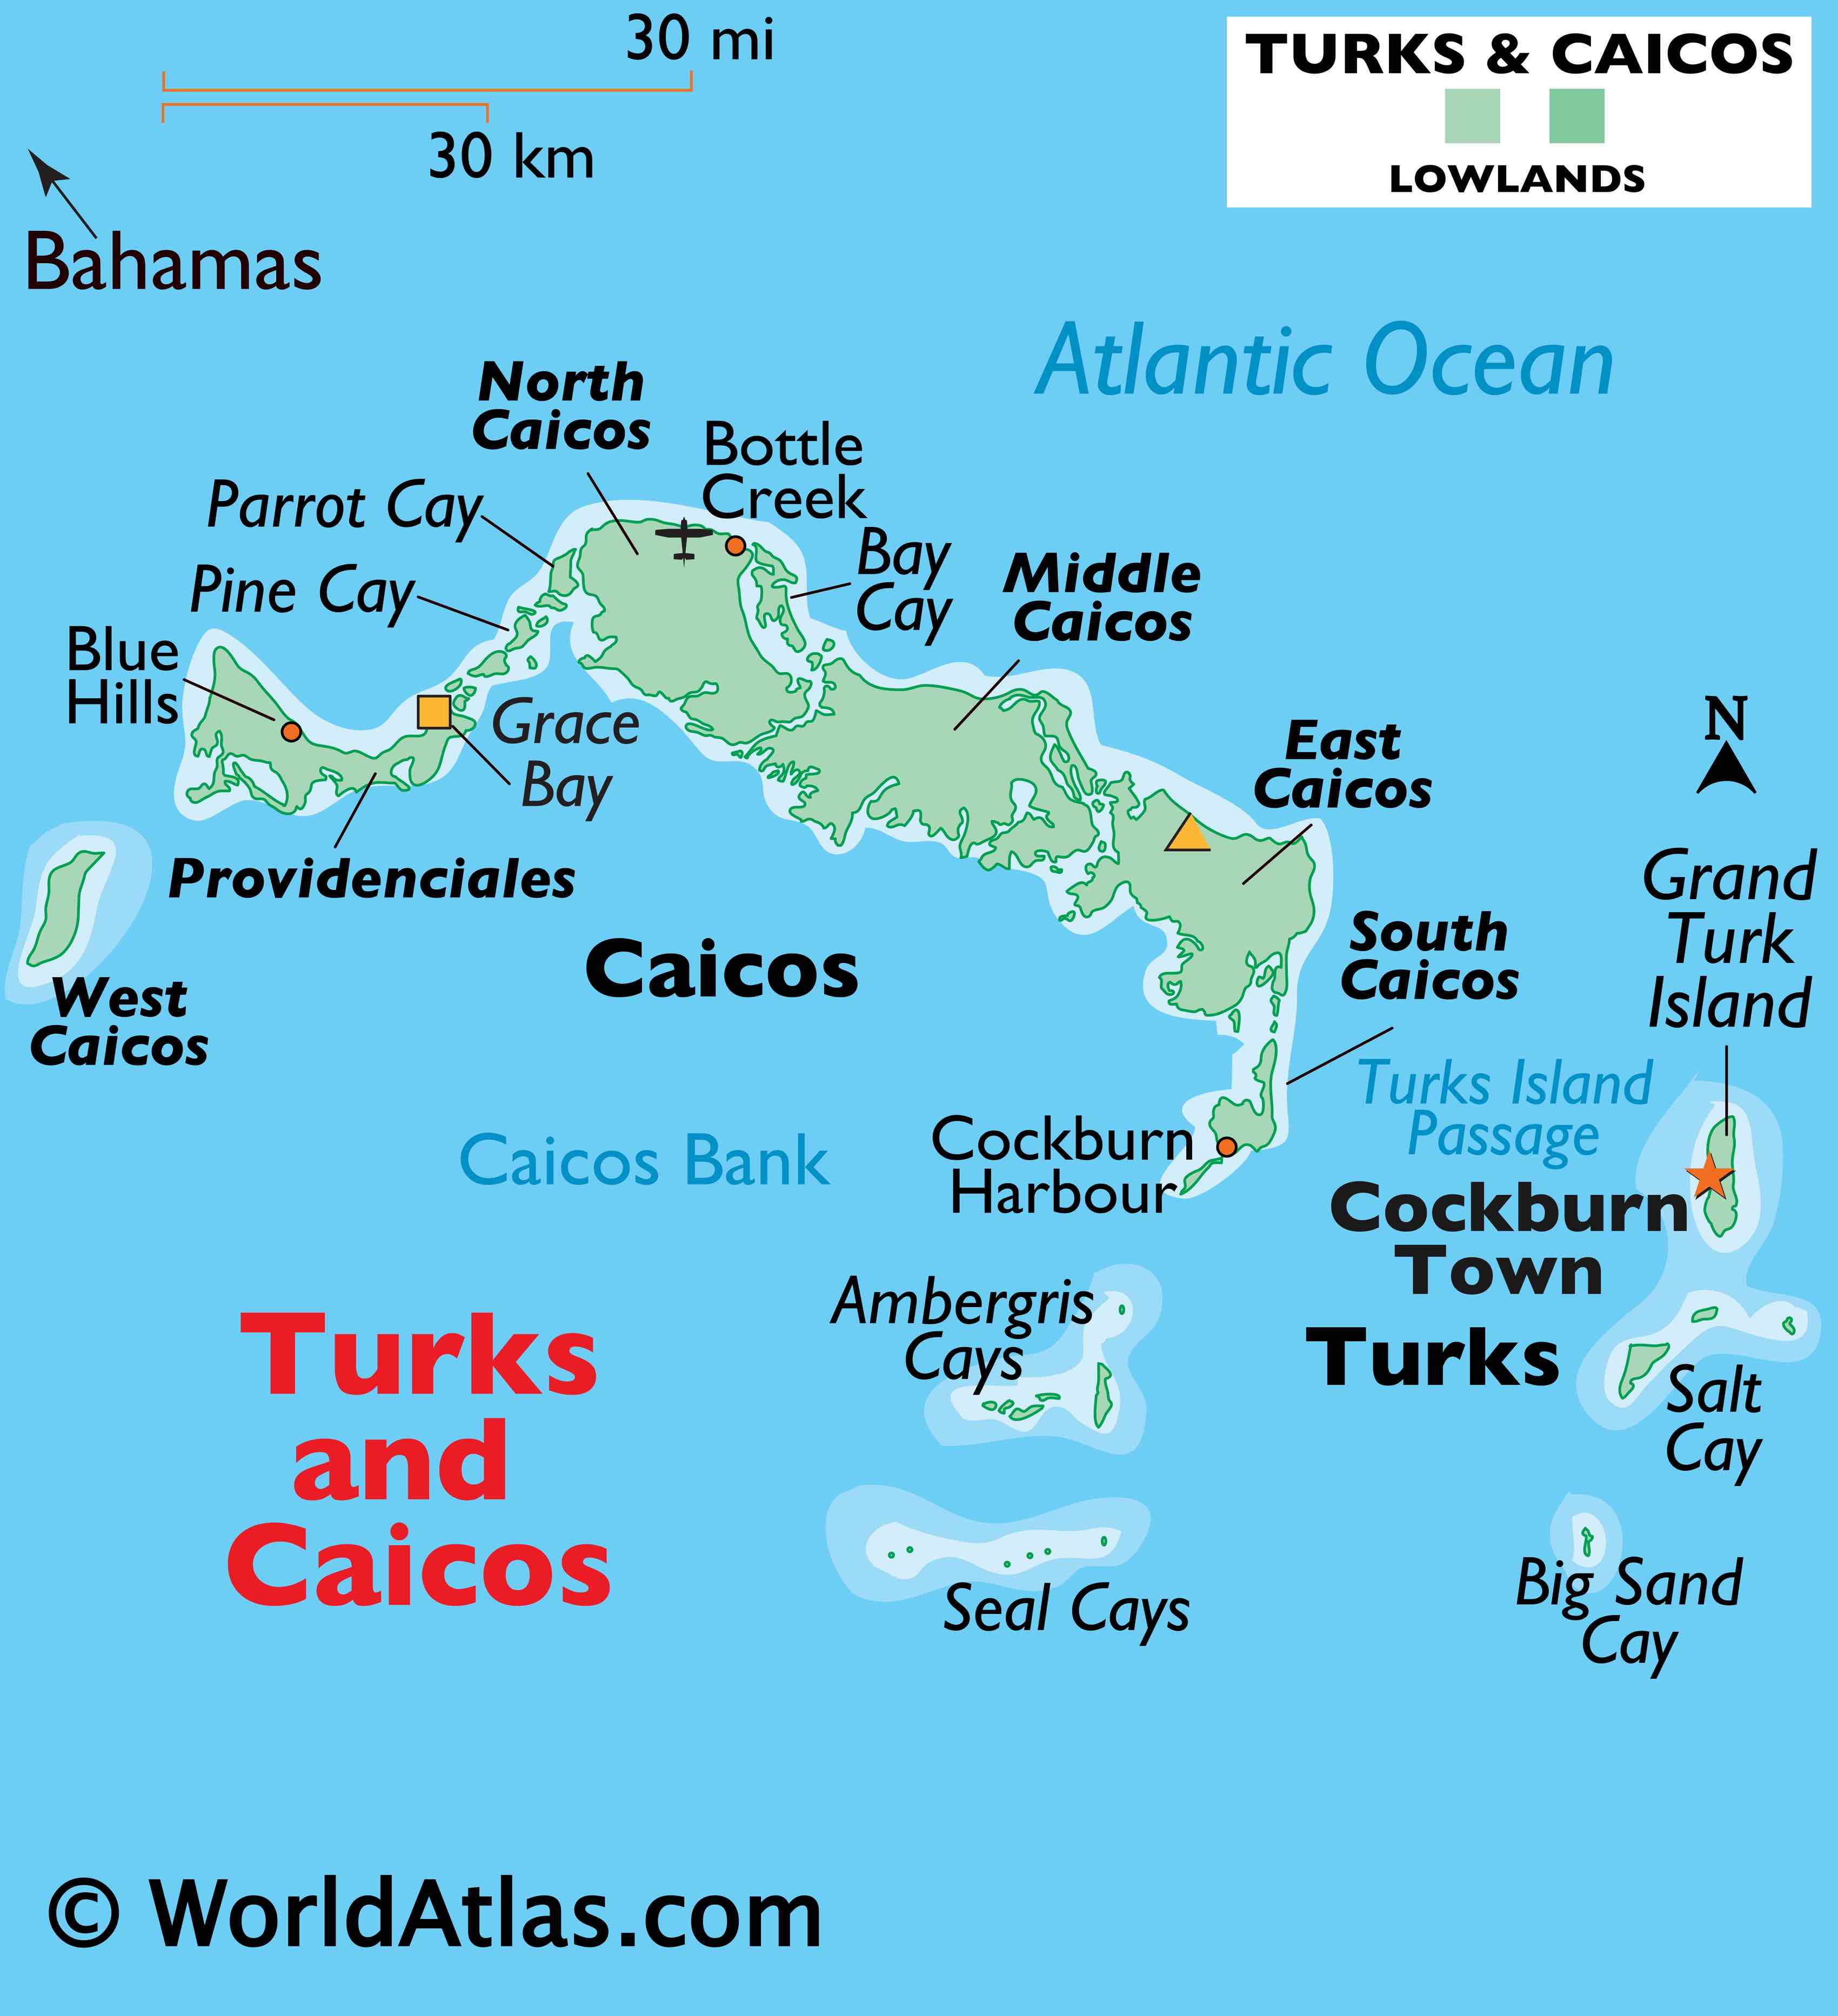 30 mi
30 km
TURKS & CAICOS
LOWLANDS
Bahamas
Atlantic Ocean
North
Caicos
Bottle
Creek
Parrot Cay
Bay
Cay
Pine Cay
Middle
Caicos
Blue
Hills
Grace
Bay
N
East
Caicos
Providenciales
Grand
Turk
Island
West
Caicos
Caicos
South
Caicos
Turks Island
Passage
Caicos Bank
Cockburn
Harbour
Cockburn
Town
Ambergris
Cays
Turks
Salt
Cay
Turks
and
Caicos
Seal Cays
Big Sand
Cay
© WorldAtlas.com